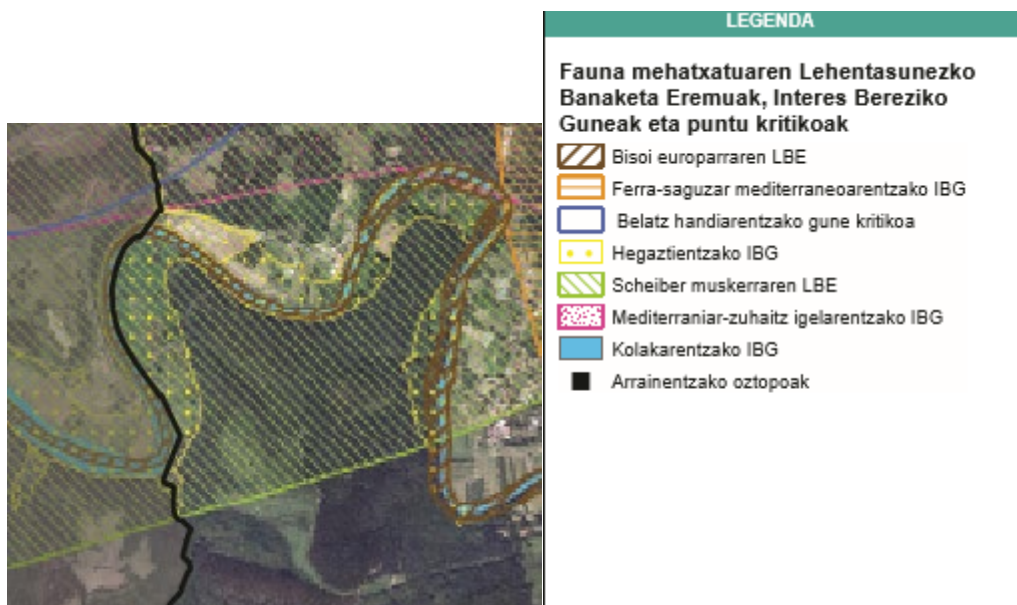 LEGENDA
Fauna mehatxatuaren Lehentasunezko
Banaketa Eremuak, Interes Bereziko
Guneak eta puntu kritikoak
Bisoi europarraren LBE
Ferra-saguzar mediterraneoarentzako IBG
Belatz handiarentzako gune kritikoa
Hegaztientzako IBG
Scheiber muskerraren LBE
Mediterraniar-zuhaitz igelarentzako IBG
Kolakarentzako IBG
Arrainentzako oztopoak